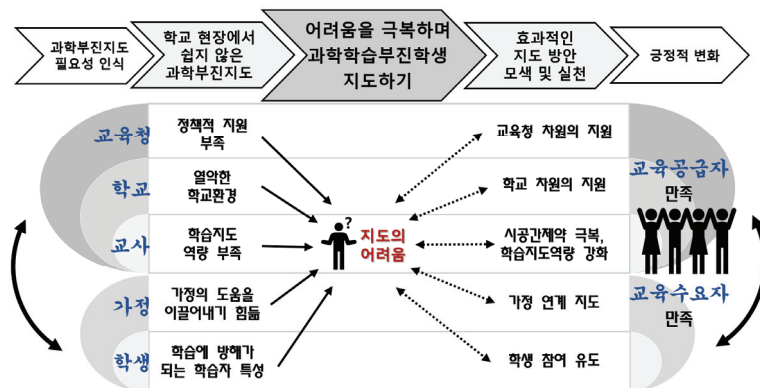 과학부진지도
필요성 인식
학교 현장에서
쉽지 않은
과학부진지도
어려움을 극복하며
과학학습부진학생
지도하기
효과적인
지도 방안
모색 및 실천
긍정적 변화
교육청
정책적 지원
부족
교육청 차원의 지원
학교
열악한
학교환경
학교 차원의 지원
교육공급자
만족
교사
학습지도
역량 부족
?
지도의
어려움
시공간제약 극복,
학습지도역량 강화
가정
가정의 도움을
이끌어내기 힘듦
가정 연계 지도
교육수요자
만족
학생
학습에 방해가
되는 학습자 특성
학생 참여 유도